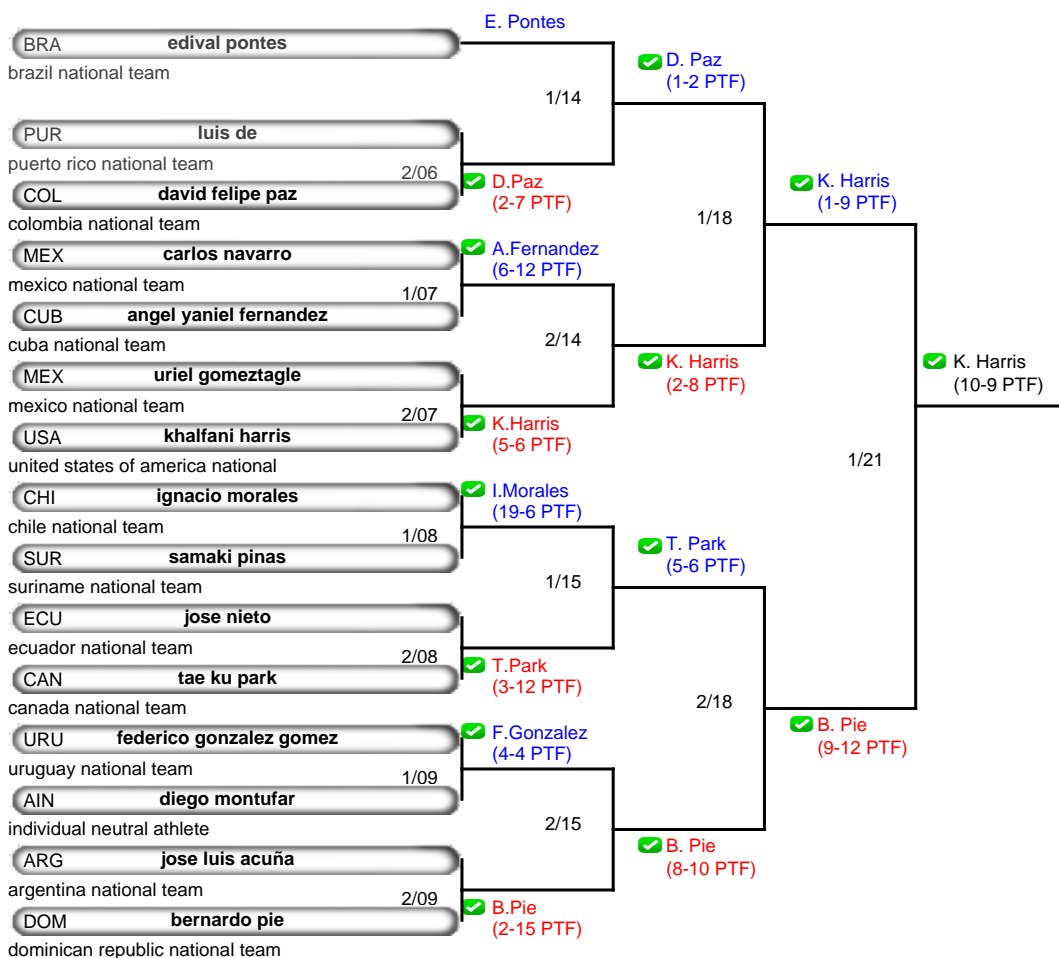 E. Pontes
BRA edival pontes
brazil national team
D. Paz
(1-2 PTF)
1/14
PUR luis de
puerto rico national team
2/06
COL david felipe paz
colombia national team
D.Paz
(2-7 PTF)
K. Harris
(1-9 PTF)
1/18
MEX carlos navarro
mexico national team
A.Fernandez
(6-12 PTF)
1/07
CUB angel yaniel fernandez
cuba national team
2/14
MEX uriel gomeztagle
mexico national team
K. Harris
(2-8 PTF)
K. Harris
(10-9 PTF)
2/07
USA khalfani harris
united states of america national
K.Harris
(5-6 PTF)
1/21
CHI ignacio morales
chile national team
I.Morales
(19-6 PTF)
1/08
SUR samaki pinas
suriname national team
T. Park
(5-6 PTF)
1/15
ECU jose nieto
ecuador national team
2/08
CAN tae ku park
canada national team
T.Park
(3-12 PTF)
2/18
URU federico gonzalez gomez
uruguay national team
F.Gonzalez
(4-4 PTF)
B. Pie
(9-12 PTF)
1/09
AIN diego montufar
individual neutral athlete
2/15
ARG jose luis acuña
argentina national team
B. Pie
(8-10 PTF)
2/09
DOM bernardo pie
dominican republic national team
B.Pie
(2-15 PTF)